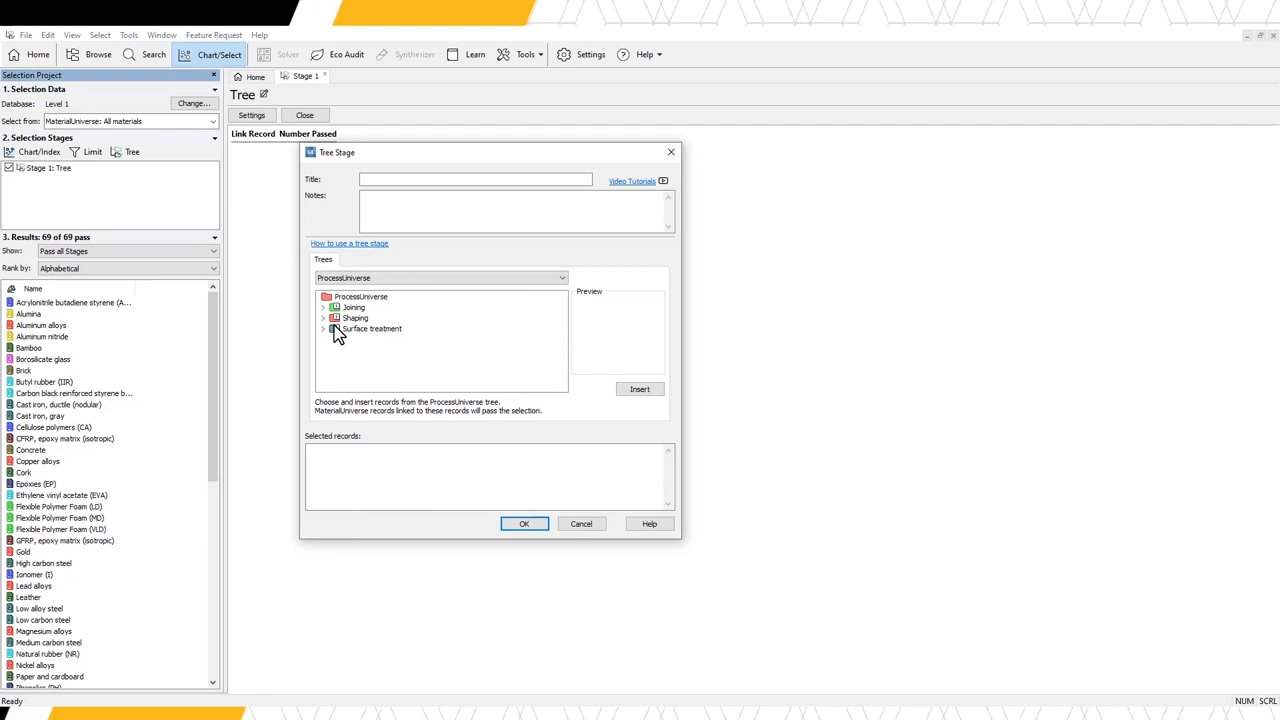 File Edit View Select Tools Window Feature Request Help
Home Browse Search Chart/Select Solver Eco Audit Synthesizer Learn Tools Settings Help
Selection Project
1. Selection Data
Database: Level 1 Change...
Select from: MaterialUniverse: All materials
2. Selection Stages
Chart/Index Limit Tree
Stage 1: Tree
3. Results: 69 of 69 pass
Show: Pass all Stages
Rank by: Alphabetical
Name
Acrylonitrile butadiene styrene (A...
Alumina
Aluminum alloys
Aluminum nitride
Bamboo
Borosilicate glass
Brick
Butyl rubber (IIR)
Carbon black reinforced styrene b...
Cast iron, ductile (nodular)
Cast iron, gray
Cellulose polymers (CA)
CFRP, epoxy matrix (isotropic)
Concrete
Copper alloys
Cork
Epoxies (EP)
Ethylene vinyl acetate (EVA)
Flexible Polymer Foam (LD)
Flexible Polymer Foam (MD)
Flexible Polymer Foam (VLD)
GFRP, epoxy matrix (isotropic)
Gold
High carbon steel
Ionomer (I)
Lead alloys
Leather
Low alloy steel
Low carbon steel
Magnesium alloys
Medium carbon steel
Natural rubber (NR)
Nickel alloys
Paper and cardboard
Phenolics (PH)
Home Stage 1
Tree
Settings Close
Link Record Number Passed
Tree Stage
Title: Video Tutorials
Notes:
How to use a tree stage
Trees
ProcessUniverse
ProcessUniverse
Joining
Shaping
Surface treatment
Preview
Insert
Choose and insert records from the ProcessUniverse tree.
MaterialUniverse records linked to these records will pass the selection.
Selected records:
OK Cancel Help
Ready NUM SCRL